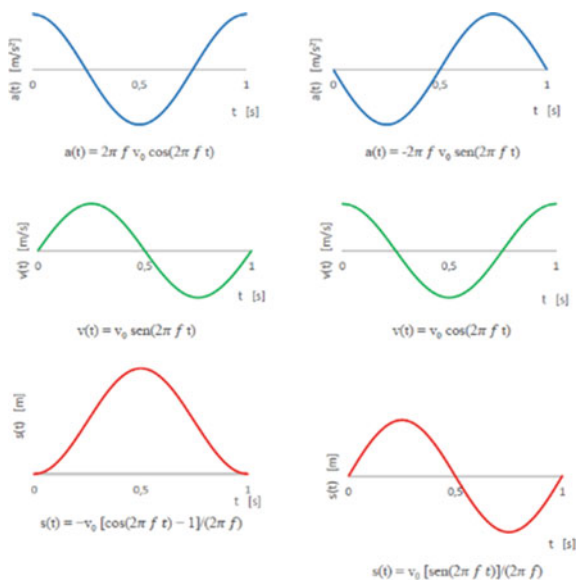 a(t) [m/s²]
0
0,5
1
t [s]
a(t) = 2π f v₀ cos(2π f t)
a(t) [m/s²]
0
0,5
1
t [s]
a(t) = -2π f v₀ sen(2π f t)
v(t) [m/s]
0
0,5
1
t [s]
v(t) = v₀ sen(2π f t)
v(t) [m/s]
0
0,5
1
t [s]
v(t) = v₀ cos(2π f t)
s(t) [m]
0
0,5
1
t [s]
s(t) = −v₀ [cos(2π f t) − 1]/(2π f)
s(t) [m]
0
0,5
1
t [s]
s(t) = v₀ [sen(2π f t)]/(2π f)